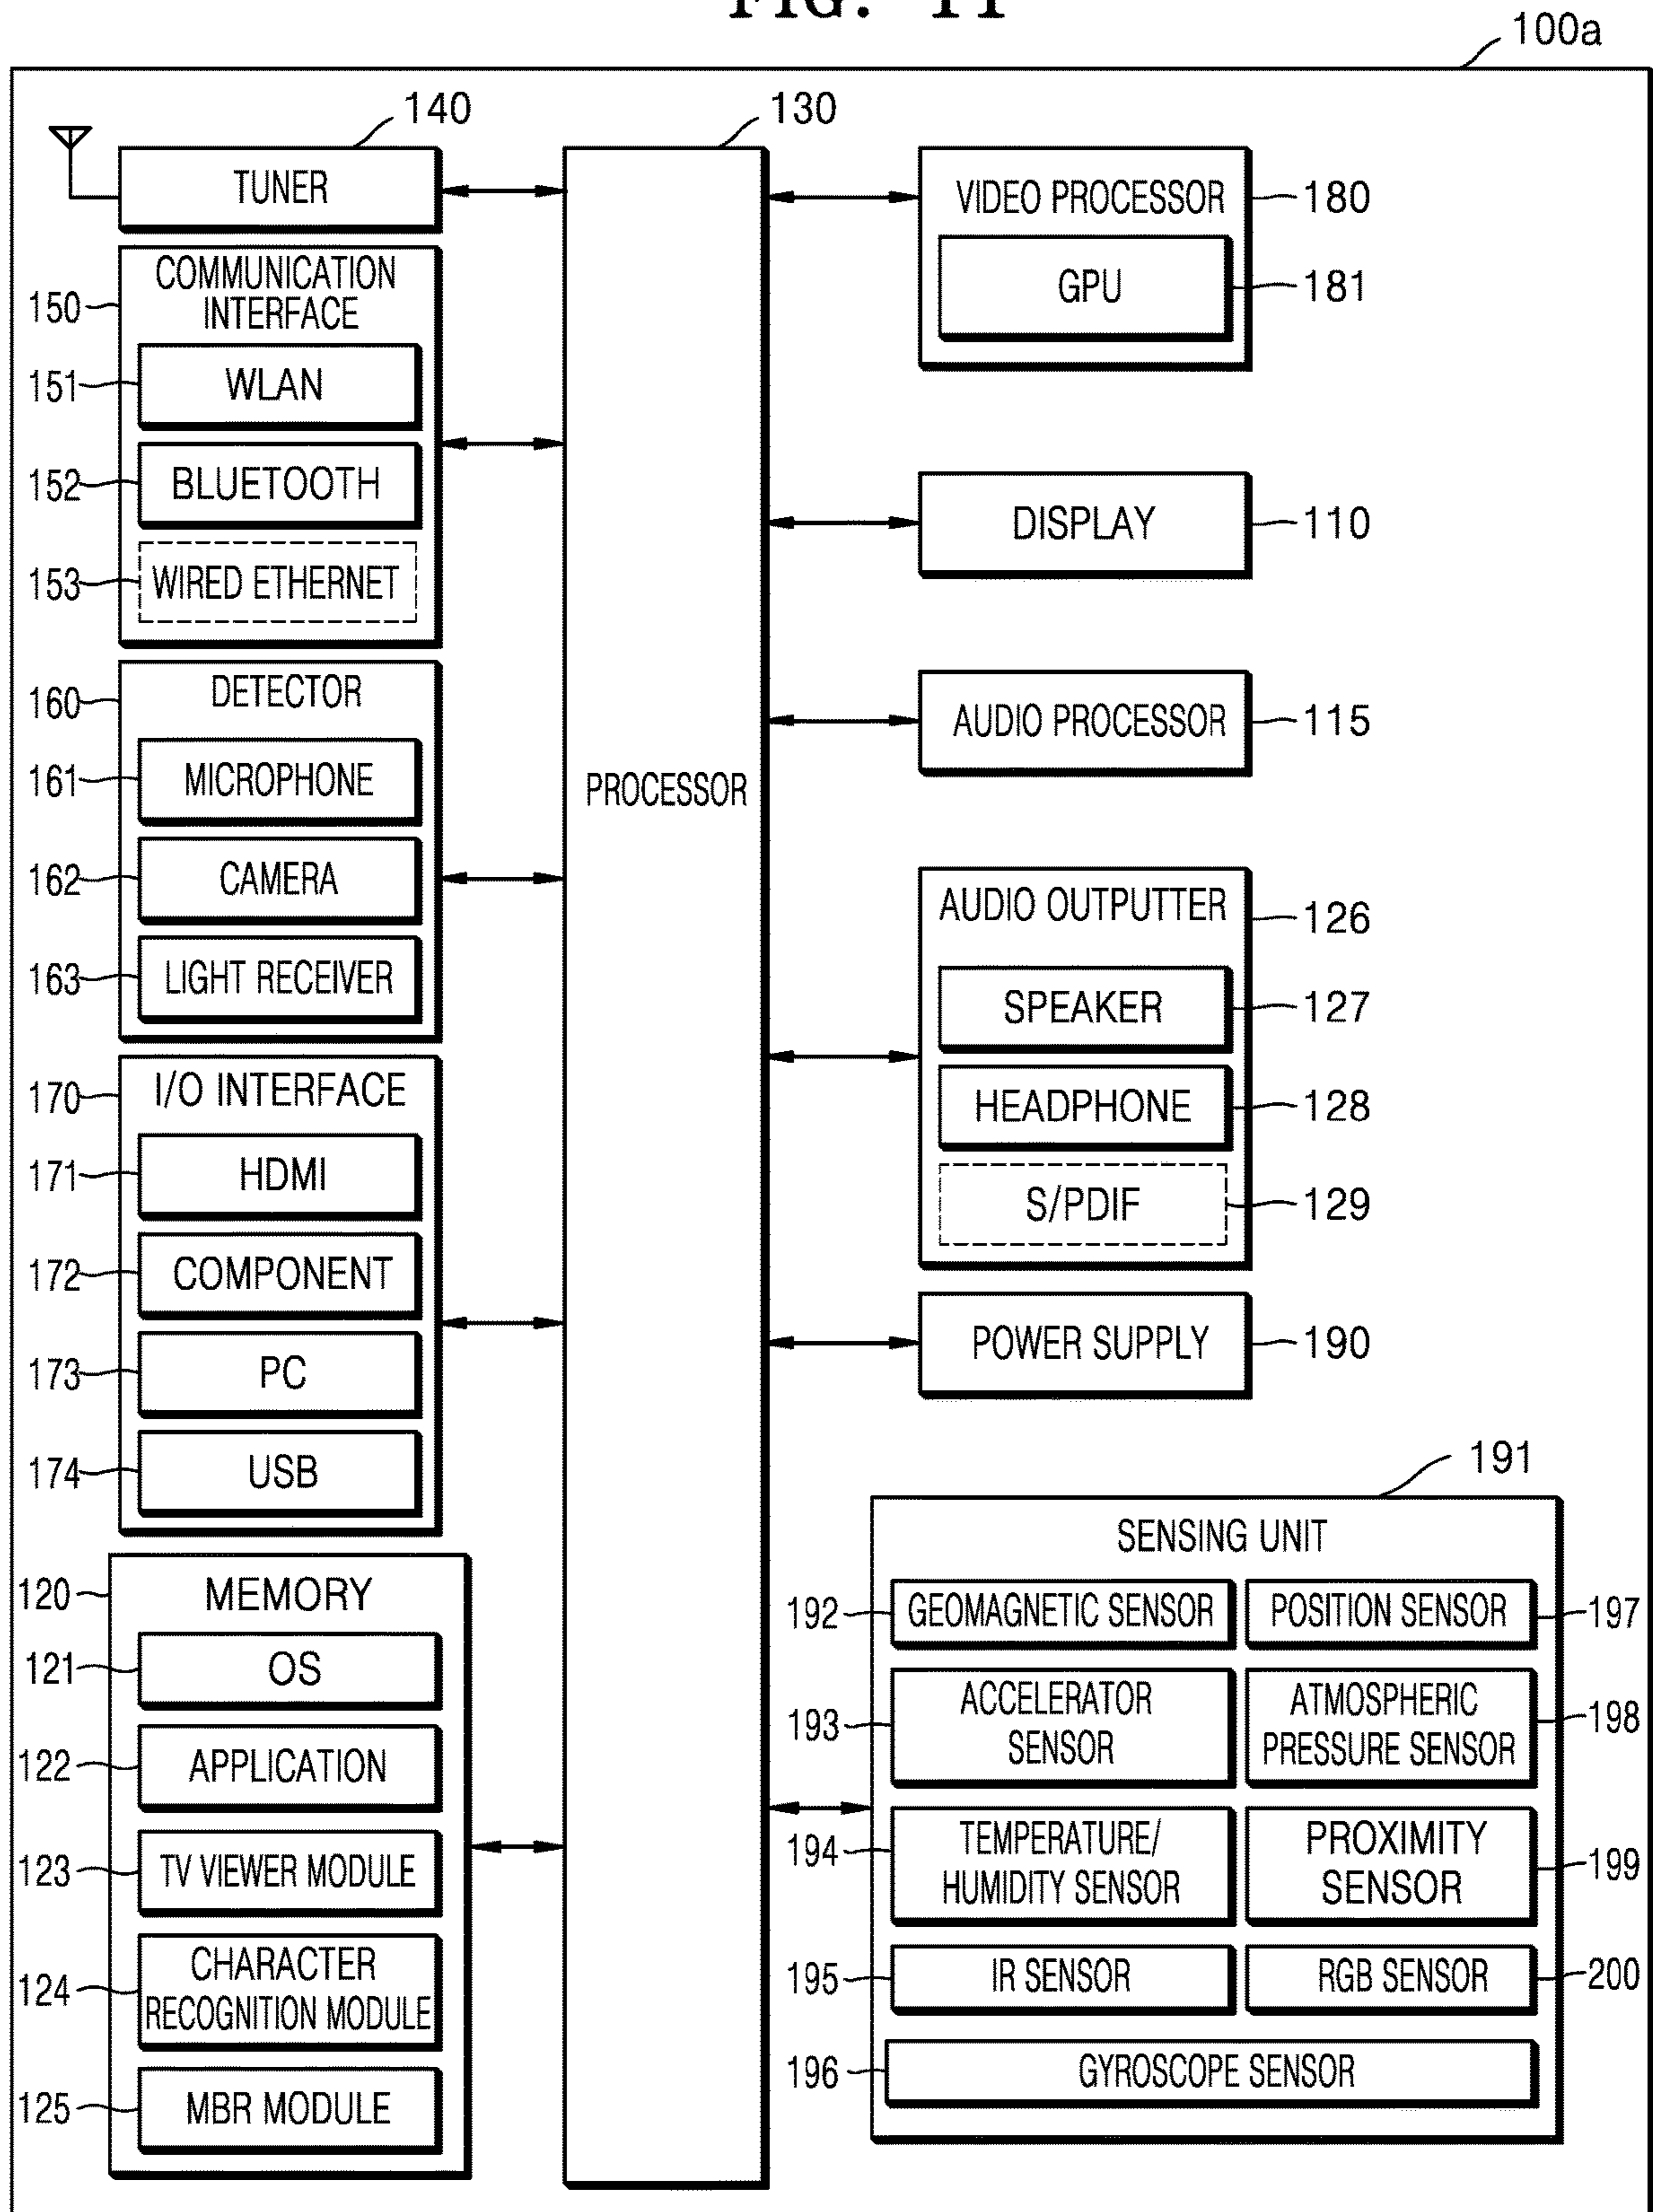 FIG. 11
100a
140
TUNER
130
PROCESSOR
150
COMMUNICATION
INTERFACE
151
WLAN
152
BLUETOOTH
153
WIRED ETHERNET
160
DETECTOR
161
MICROPHONE
162
CAMERA
163
LIGHT RECEIVER
170
I/O INTERFACE
171
HDMI
172
COMPONENT
173
PC
174
USB
120
MEMORY
121
OS
122
APPLICATION
123
TV VIEWER MODULE
124
CHARACTER
RECOGNITION MODULE
125
MBR MODULE
VIDEO PROCESSOR
180
GPU
181
DISPLAY
110
AUDIO PROCESSOR
115
AUDIO OUTPUTTER
126
SPEAKER
127
HEADPHONE
128
S/PDIF
129
POWER SUPPLY
190
191
SENSING UNIT
192
GEOMAGNETIC SENSOR
POSITION SENSOR
197
193
ACCELERATOR
SENSOR
ATMOSPHERIC
PRESSURE SENSOR
198
194
TEMPERATURE/
HUMIDITY SENSOR
PROXIMITY
SENSOR
199
195
IR SENSOR
RGB SENSOR
200
196
GYROSCOPE SENSOR